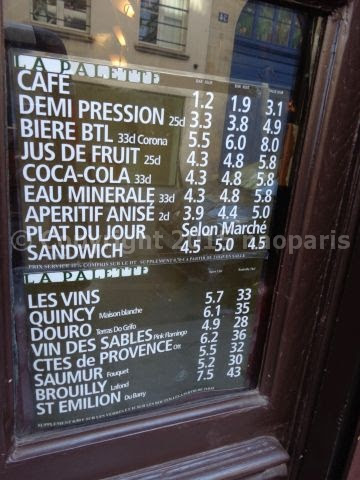 LA PALETTE
CAFÉ 1.2 1.9 3.1
DEMI PRESSION 25cl 3.3 3.8 4.9
BIERE BTL 33cl Corona 5.5 6.0 8.0
JUS DE FRUIT 25cl 4.3 4.8 5.8
COCA-COLA 33cl 4.3 4.8 5.8
EAU MINERALE 33cl 4.3 4.8 5.8
APERITIF ANISÉ 2cl 3.9 4.4 5.0
PLAT DU JOUR Selon Marché
SANDWICH 4.5 5.0 4.5
LA PALETTE
LES VINS
QUINCY Maison blanche 5.7 33
DOURO Terras Do Grifo 6.1 35
VIN DES SABLES Pink Flamingo 4.9 28
CTES de PROVENCE Ott 6.2 36
SAUMUR Fouquet 5.5 32
BROUILLY Lafond 5.2 30
ST EMILION Du Barry 7.5 43